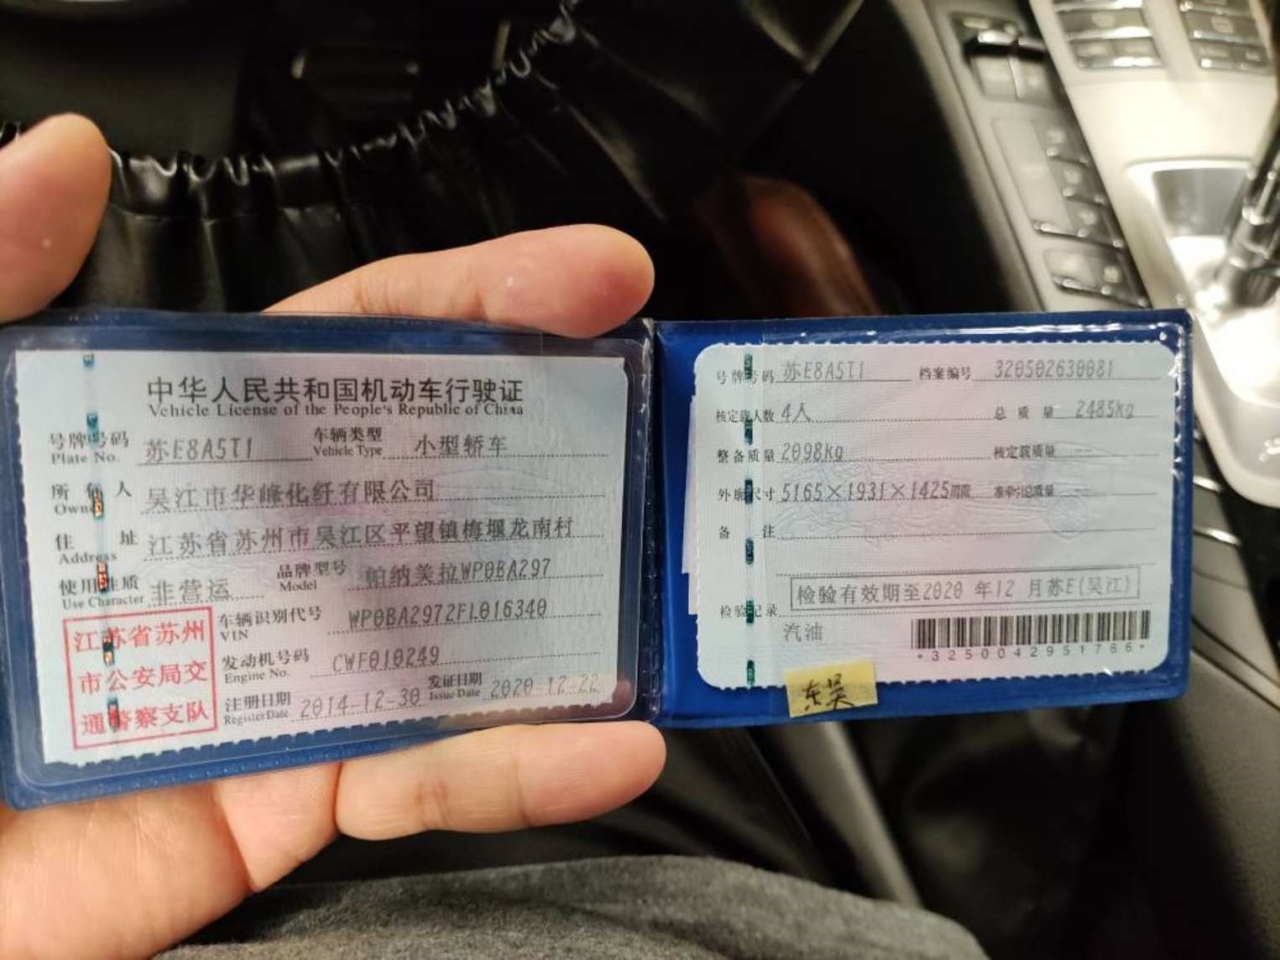 中华人民共和国机动车行驶证
Vehicle License of the People's Republic of China
号牌号码 苏E8A5T1 车辆类型 小型轿车
Plate No. Vehicle Type
所有人 吴江市华峰化纤有限公司
Owner
住址 江苏省苏州市吴江区平望镇梅堰龙南村
Address
使用性质 非营运 品牌型号 帕纳美拉WP0BA297
Use Character Model
江苏省苏州
市公安局交
通警察支队
车辆识别代号 WP0BA2972FL016340
VIN
发动机号码 CWF010249
Engine No.
注册日期 2014-12-30 发证日期 2020-12-22
Register Date Issue Date
号牌号码 苏E8A5T1 档案编号 320502630081
核定载人数 4人 总质量 2485kg
整备质量 2098kg 核定载质量
外廓尺寸 5165×1931×1425mm 准牵引总质量
备注
检验有效期至2020年12月苏E(吴江)
检验记录
汽油
*3250042951766*
东吴